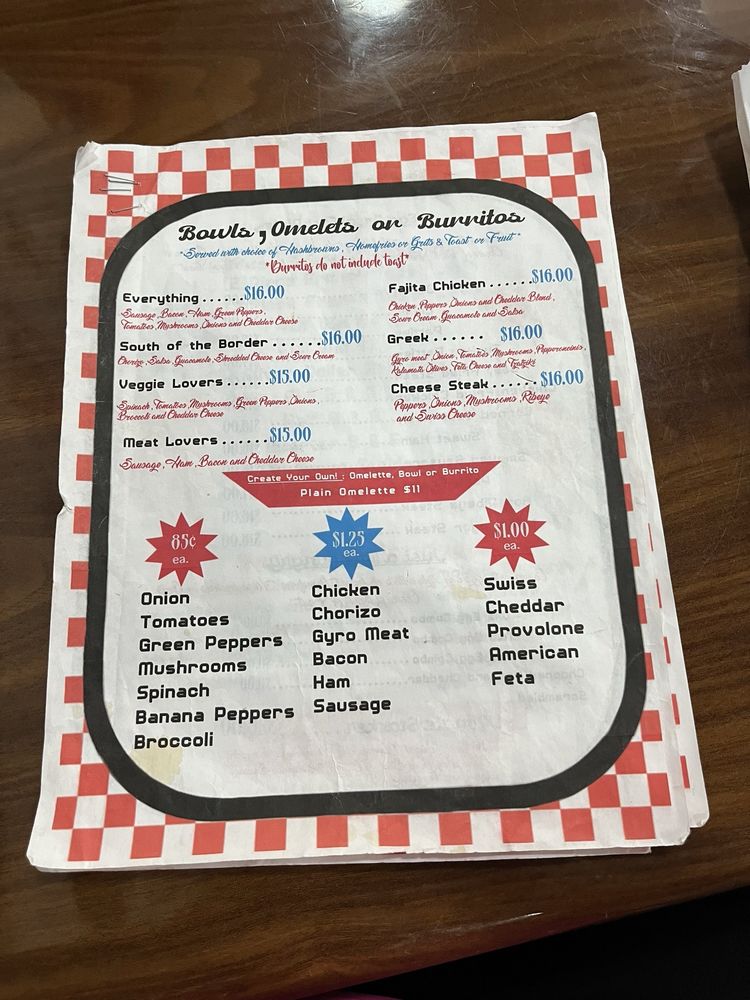 Bowls, Omelets or Burritos
*Served with choice of Hashbrowns, Homefries or Grits & Toast or Fruit*
*Burritos do not include toast*
Everything ......$16.00
Sausage, Bacon, Ham, Green Peppers,
Tomatoes, Mushrooms, Onions and Cheddar Cheese
South of the Border .......$16.00
Chorizo, Salsa, Guacamole, Shredded Cheese and Sour Cream
Veggie Lovers ......$15.00
Spinach, Tomatoes, Mushrooms, Green Peppers, Onions,
Broccoli and Cheddar Cheese
Meat Lovers .......$15.00
Sausage, Ham, Bacon and Cheddar Cheese
Fajita Chicken ......$16.00
Chicken, Peppers, Onions and Cheddar Blend,
Sour Cream, Guacamole and Salsa
Greek ...... $16.00
Gyro meat, Onion, Tomatoes, Mushrooms, Pepperoncinis,
Kalamata Olives, Feta Cheese and Tzatziki
Cheese Steak ......$16.00
Peppers, Onions, Mushrooms, Ribeye
and Swiss Cheese
Create Your Own! : Omelette, Bowl or Burrito
Plain Omelette $11
85¢
ea.
Onion
Tomatoes
Green Peppers
Mushrooms
Spinach
Banana Peppers
Broccoli
$1.25
ea.
Chicken
Chorizo
Gyro Meat
Bacon
Ham
Sausage
$1.00
ea.
Swiss
Cheddar
Provolone
American
Feta